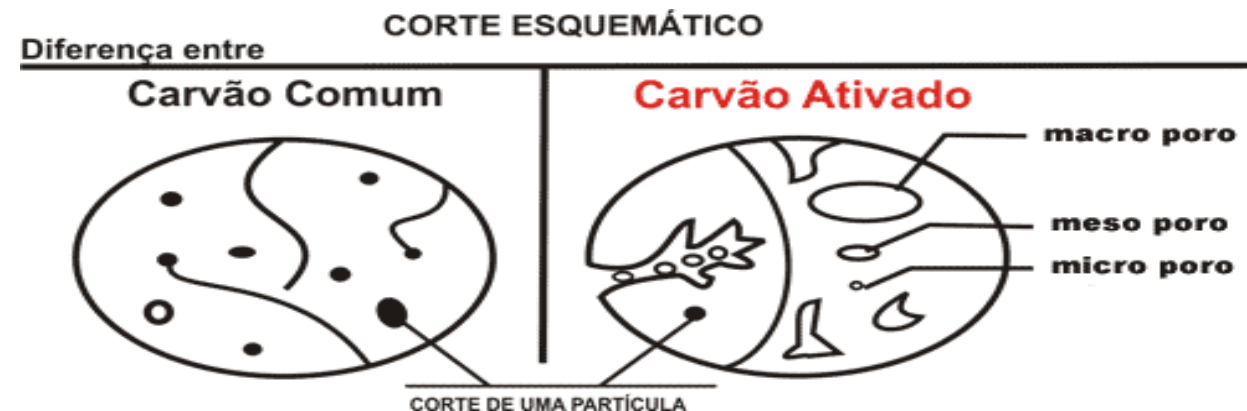 CORTE ESQUEMÁTICO
Diferença entre
Carvão Comum
Carvão Ativado
macro poro
meso poro
micro poro
CORTE DE UMA PARTÍCULA